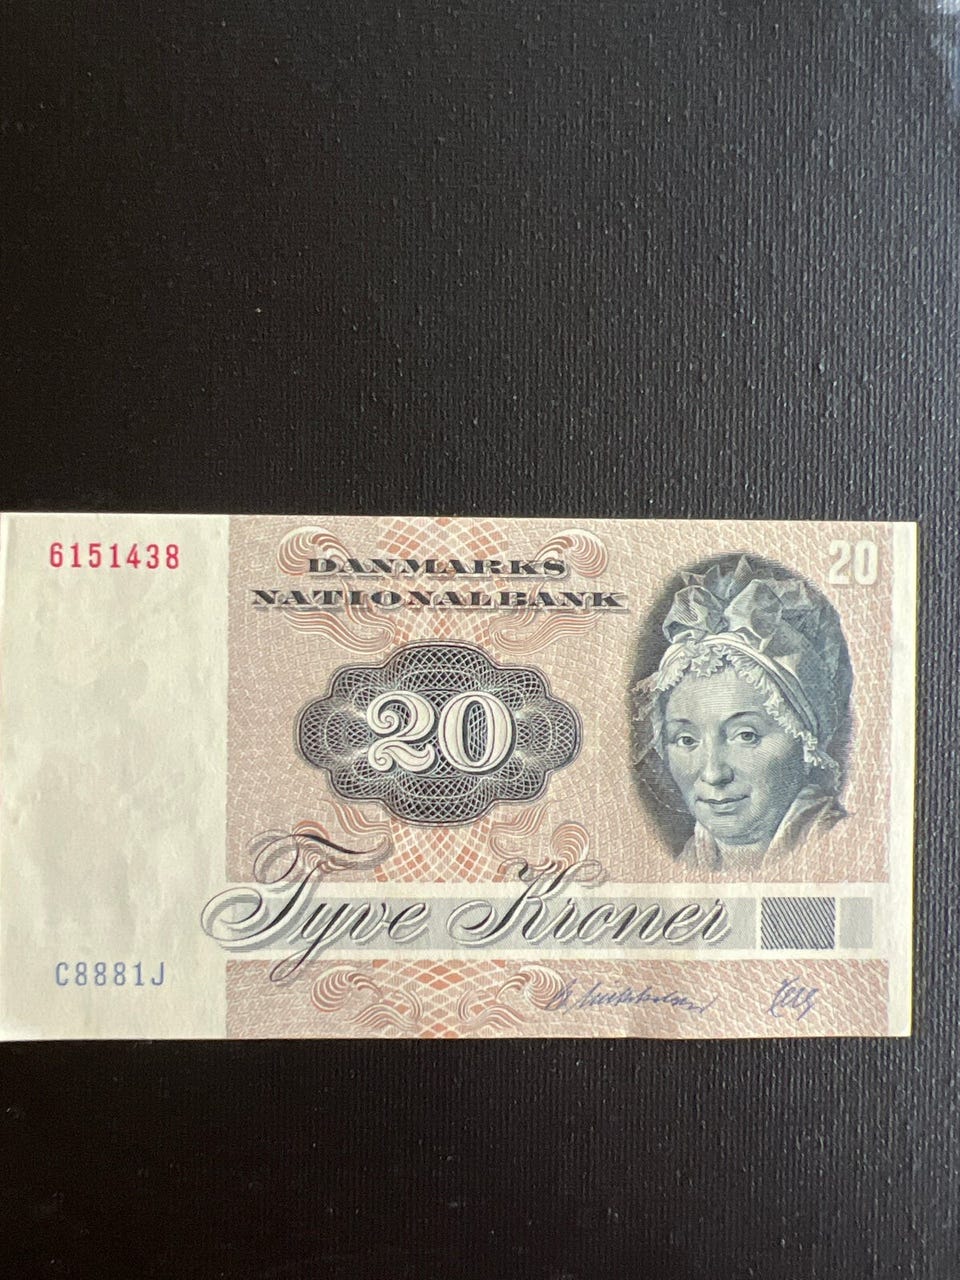 6151438
DANMARKS
NATIONALBANK
20
20
Tyve Kroner
C8881J